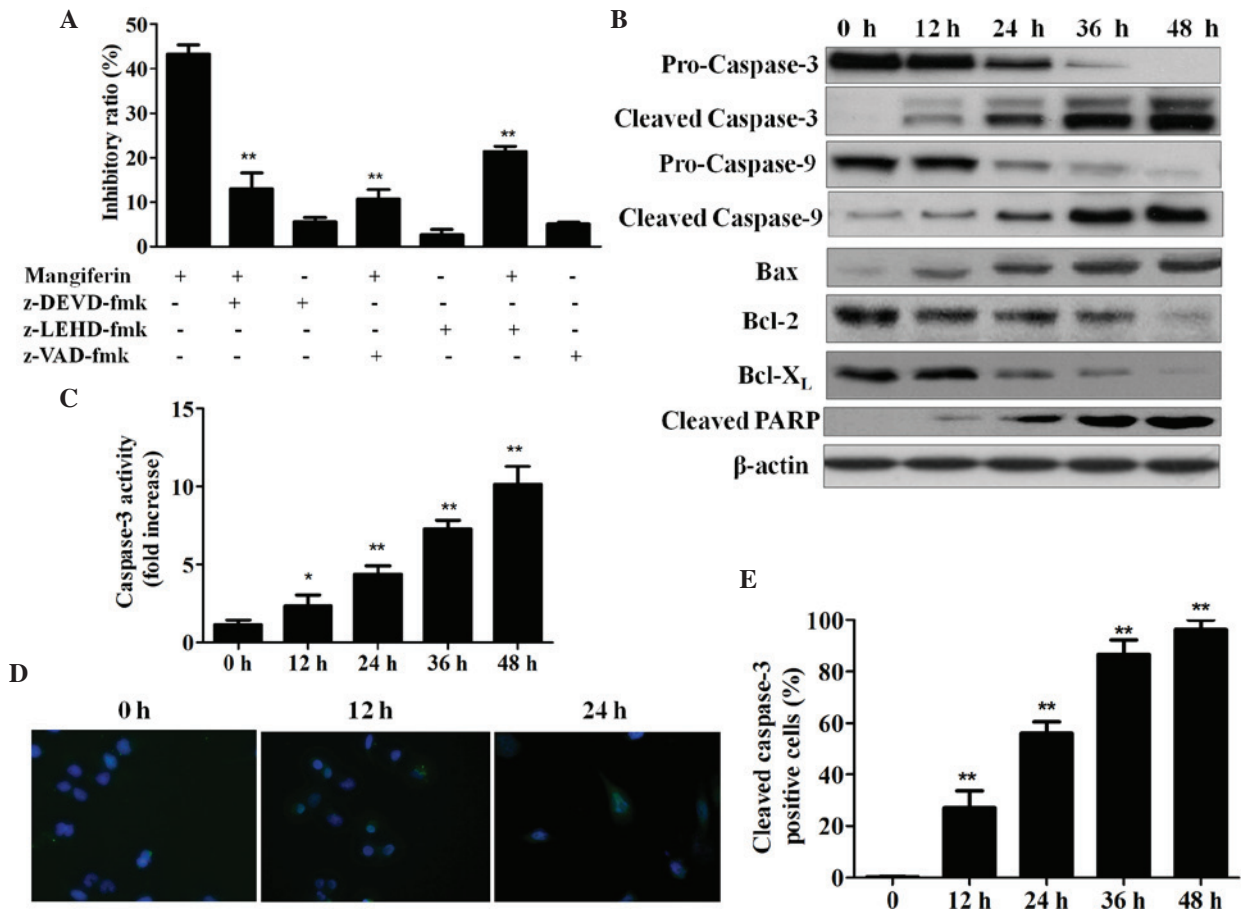 A
50
40
30
20
10
0
Inhibitory ratio (%)
**
**
**
Mangiferin + + - + - + -
z-DEVD-fmk - + + - - - -
z-LEHD-fmk - - - - + + -
z-VAD-fmk - - - + - - +
B
0 h 12 h 24 h 36 h 48 h
Pro-Caspase-3
Cleaved Caspase-3
Pro-Caspase-9
Cleaved Caspase-9
Bax
Bcl-2
Bcl-XL
Cleaved PARP
β-actin
C
15
10
5
0
Caspase-3 activity
(fold increase)
*
**
**
**
0 h 12 h 24 h 36 h 48 h
D
0 h 12 h 24 h
E
100
80
60
40
20
0
Cleaved caspase-3
positive cells (%)
**
**
**
**
0 12 h 24 h 36 h 48 h